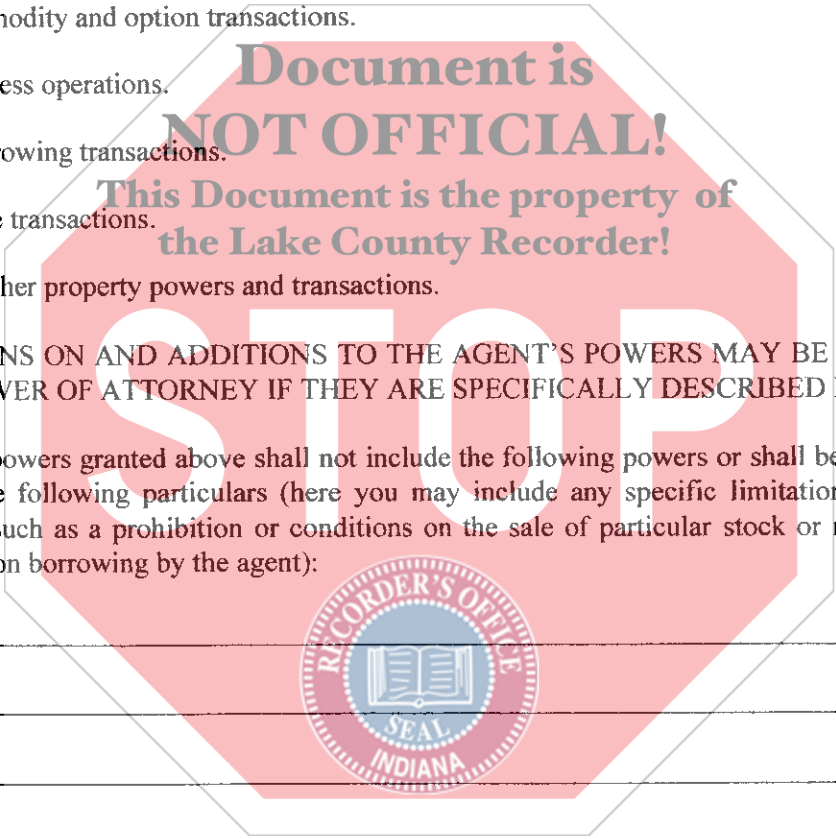 nodity and option transactions.
Document is
ess operations.
NOT OFFICIAL!
rowing transactions.
This Document is the property of
e transactions.
the Lake County Recorder!
her property powers and transactions.
STOP
NS ON AND ADDITIONS TO THE AGENT'S POWERS MAY BE
VER OF ATTORNEY IF THEY ARE SPECIFICALLY DESCRIBED
powers granted above shall not include the following powers or shall be
e following particulars (here you may include any specific limitation
such as a prohibition or conditions on the sale of particular stock or
on borrowing by the agent):
RECORDER'S OFFICE
SEAL
INDIANA